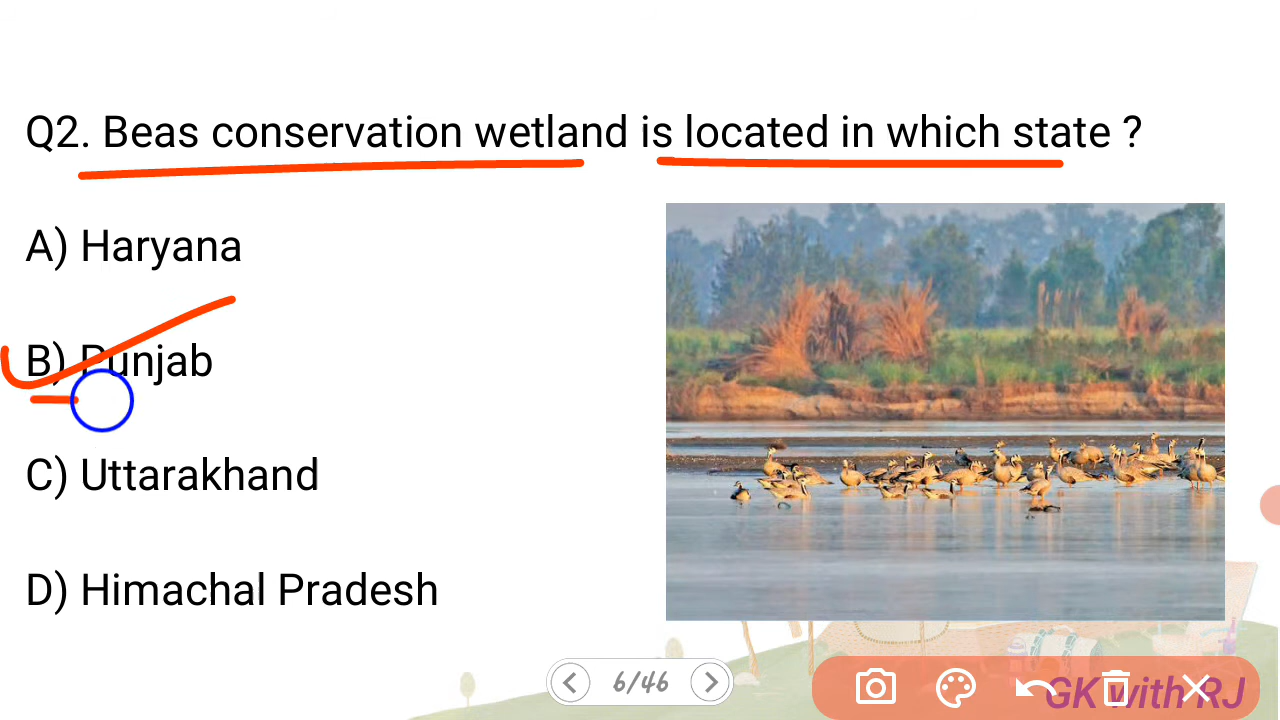 Q2. Beas conservation wetland is located in which state ?
A) Haryana
B) Punjab
C) Uttarakhand
D) Himachal Pradesh
6/46
GK with RJ